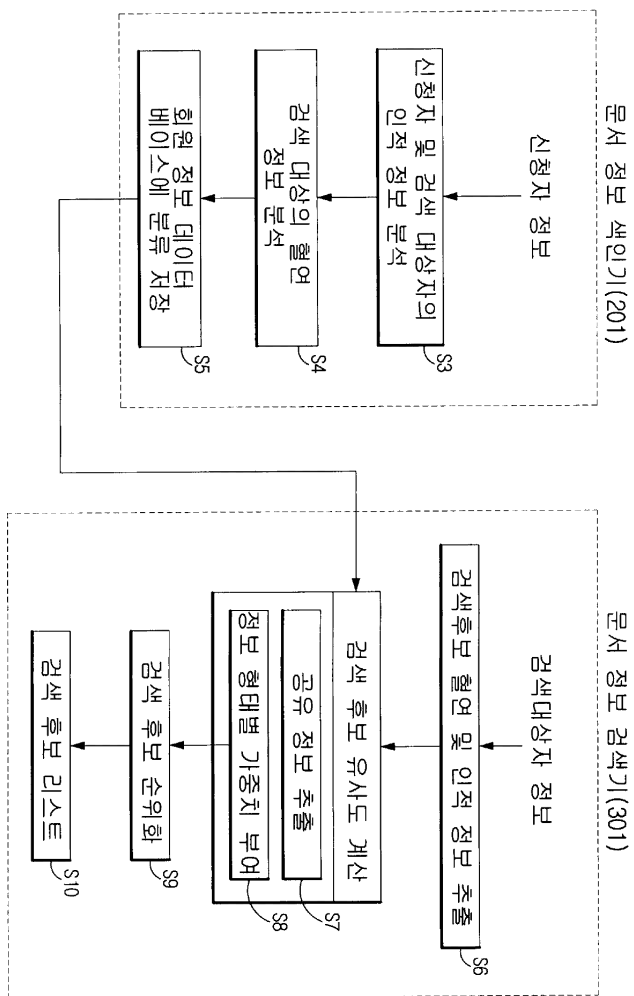 문서 정보 색인기(201)
신청자 정보
신청자 및 검색 대상자의
인적 정보 분석
S3
검색 대상의 혈연
정보 분석
S4
회원 정보 데이터
베이스에 분류 저장
S5
문서 정보 검색기(301)
검색대상자 정보
검색후보 혈연 및 인적 정보 추출
S6
검색 후보 유사도 계산
공유 정보 추출
S7
정보 형태별 가중치 부여
S8
검색 후보 순위화
S9
검색 후보 리스트
S10